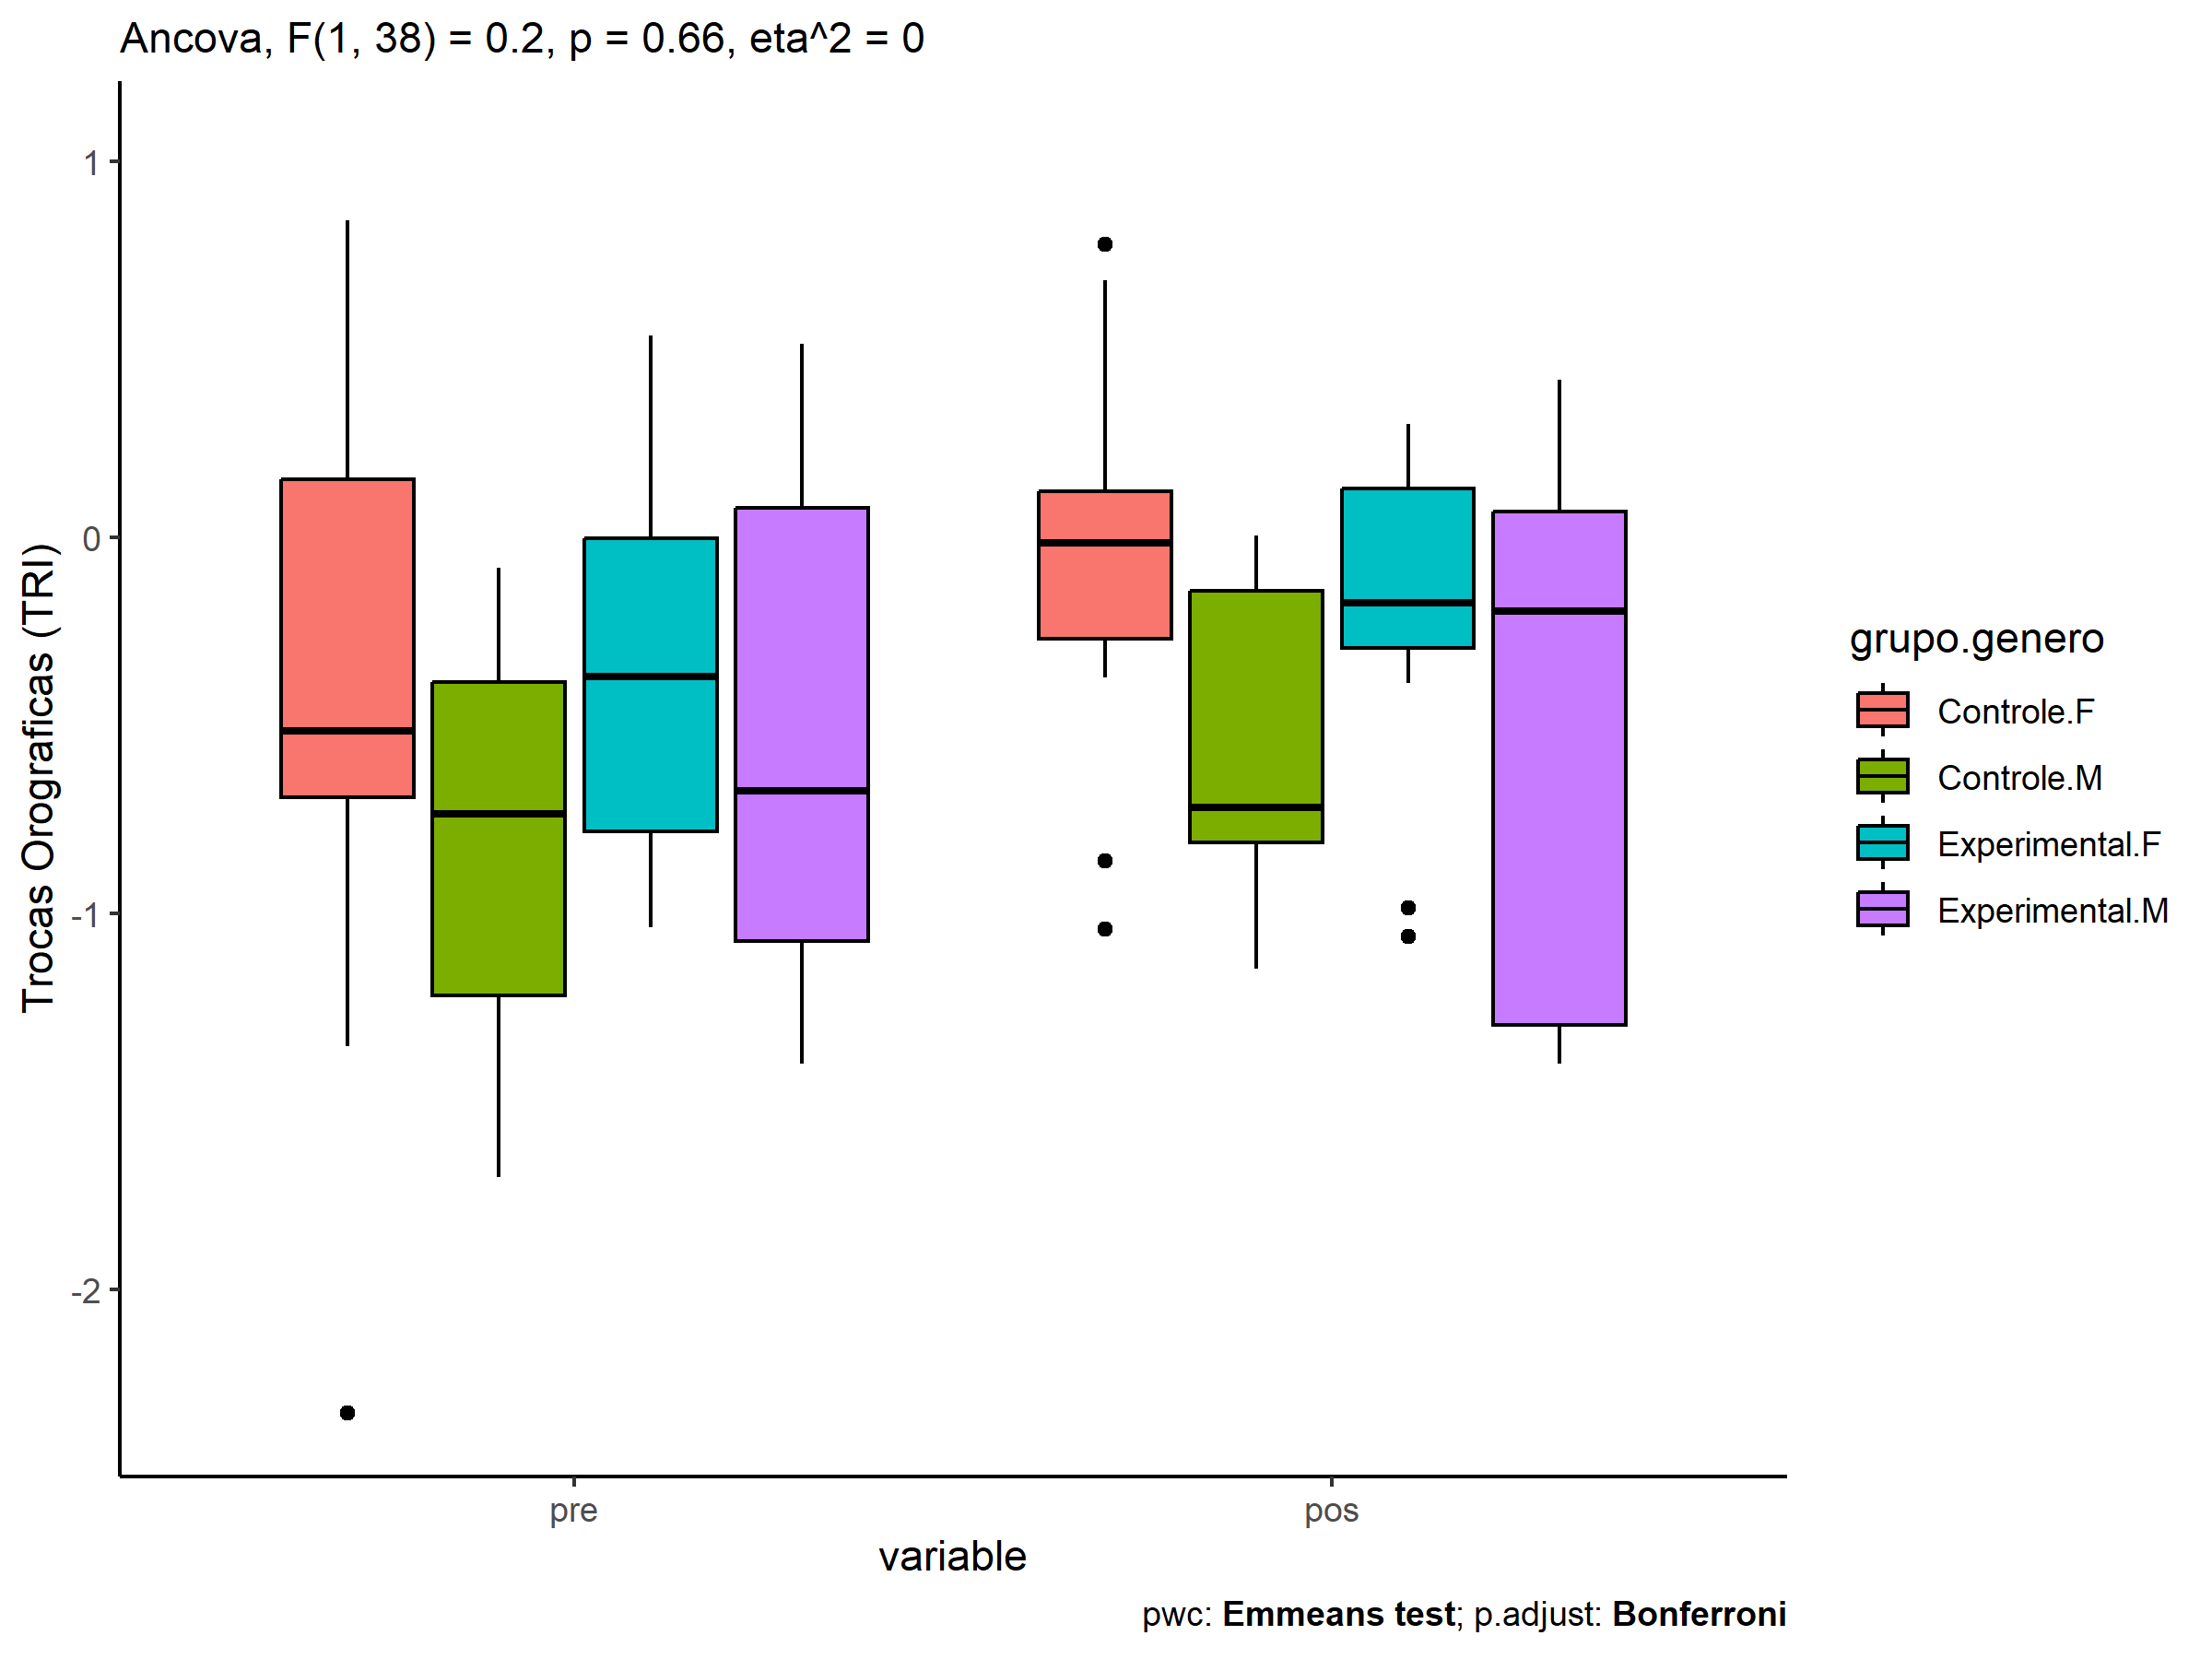 Ancova, F(1, 38) = 0.2, p = 0.66, eta^2 = 0
Trocas Orograficas (TRI)
1
0
-1
-2
pre
pos
variable
grupo.genero
Controle.F
Controle.M
Experimental.F
Experimental.M
pwc: Emmeans test; p.adjust: Bonferroni